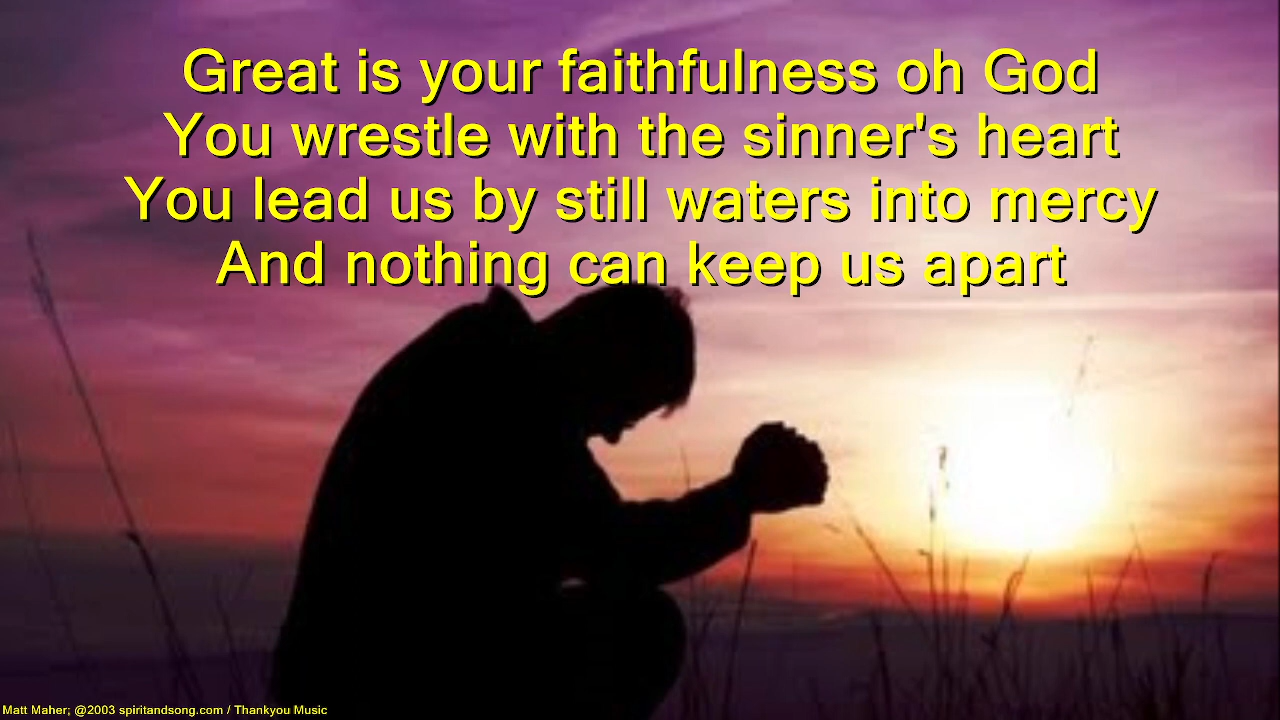 Great is your faithfulness oh God
You wrestle with the sinner's heart
You lead us by still waters into mercy
And nothing can keep us apart
Matt Maher; @2003 spiritandsong.com / Thankyou Music